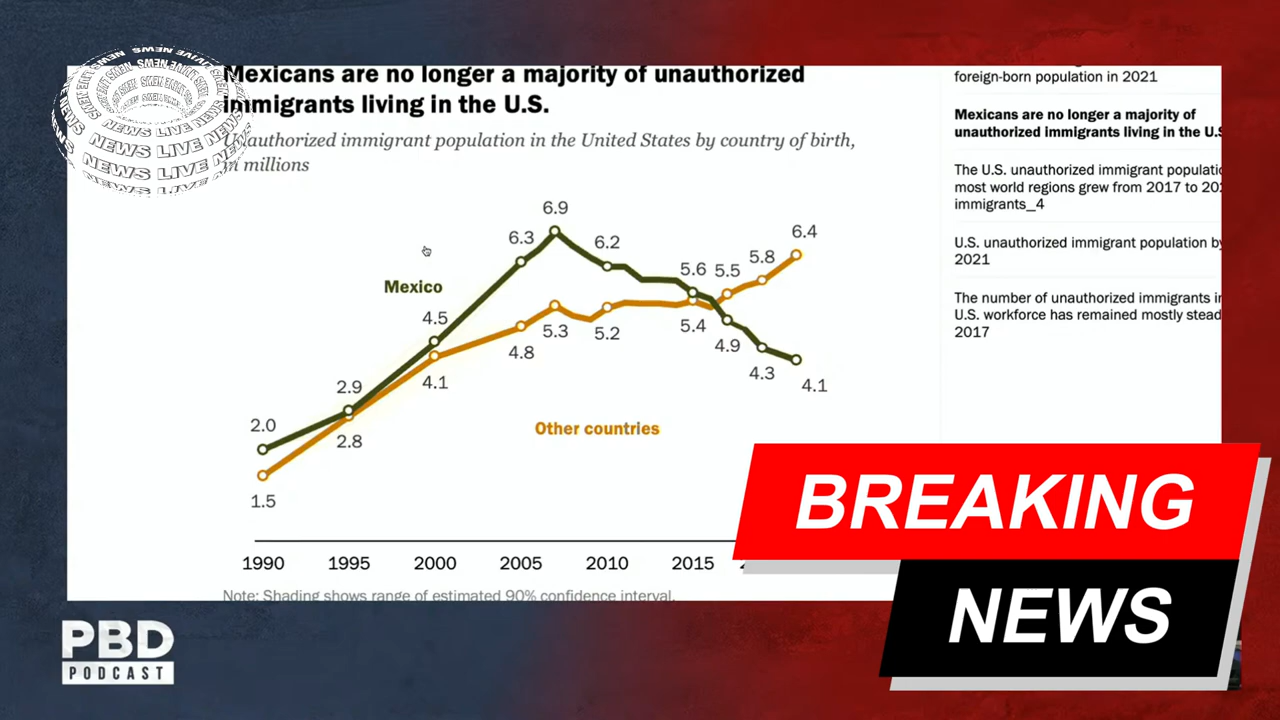 NEWS LIVE NEWS LIVE
Mexicans are no longer a majority of unauthorized
immigrants living in the U.S.
Unauthorized immigrant population in the United States by country of birth,
in millions
6.9
6.3
6.2
6.4
5.8
5.6
5.5
Mexico
4.5
5.3
5.2
5.4
4.8
4.9
4.3
4.1
4.1
2.9
2.0
2.8
1.5
Other countries
1990 1995 2000 2005 2010 2015
Note: Shading shows range of estimated 90% confidence interval.
foreign-born population in 2021
Mexicans are no longer a majority of
unauthorized immigrants living in the U.S
The U.S. unauthorized immigrant
most world regions grew from 2017 to
immigrants_4
U.S. unauthorized immigrant population
2021
The number of unauthorized immigrants
U.S. workforce has remained mostly
2017
BREAKING
NEWS
PBD
PODCAST